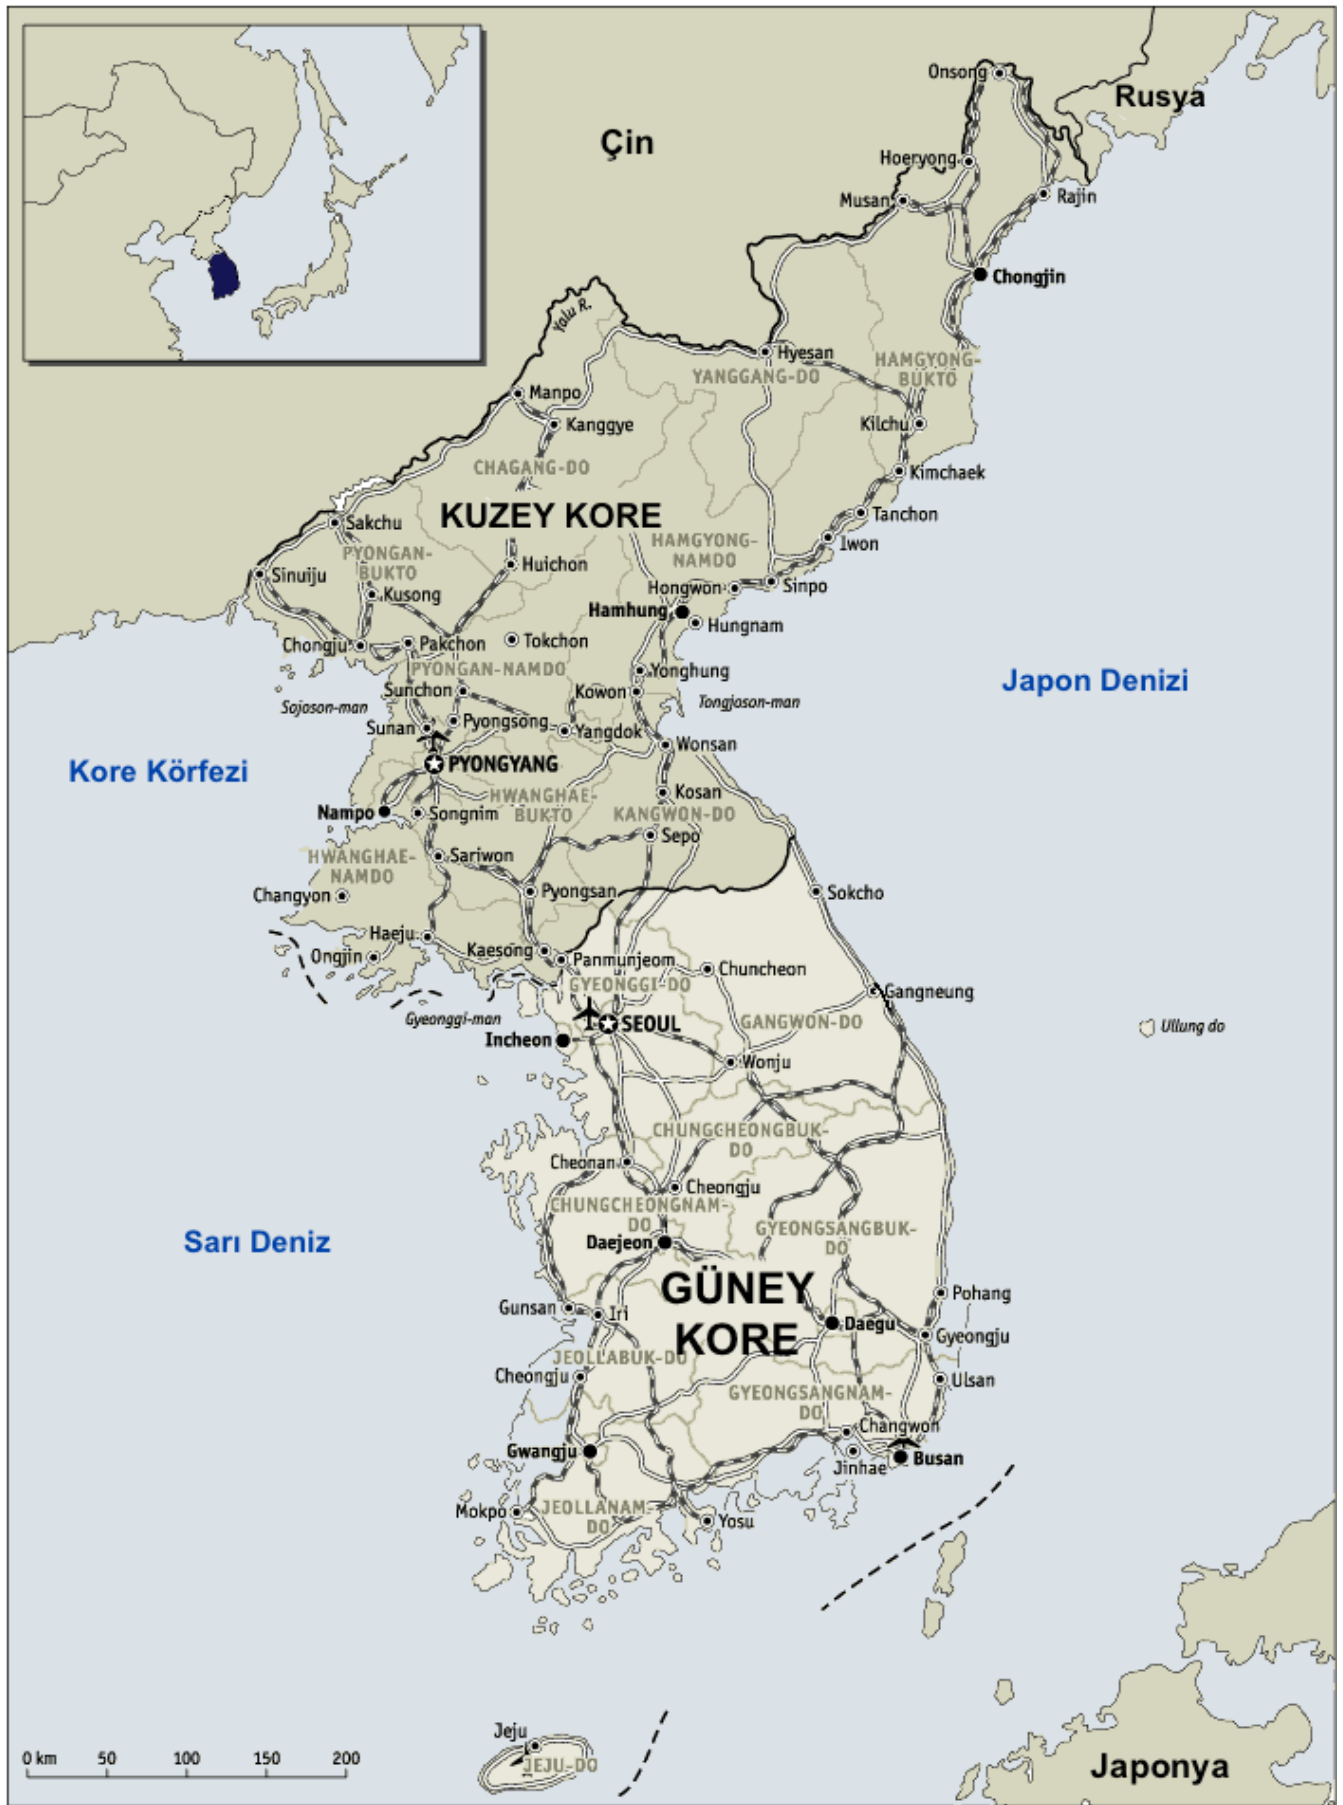 Onsong
Rusya
Çin
Hoeryong
Musan
Rajin
Chongjin
Yalu R.
Hyesan
HAMGYONG-
BUKTO
YANGGANG-DO
Manpo
Kanggye
Kilchu
CHAGANG-DO
Kimchaek
KUZEY KORE
Sakchu
Tanchon
HAMGYONG-
NAMDO
Iwon
PYONGAN-
BUKTO
Huichon
Sinuiju
Kusong
Hongwon
Sinpo
Hamhung
Hungnam
Chongju
Pakchon
Tokchon
PYONGAN-NAMDO
Yonghung
Japon Denizi
Sunchon
Kowon
Sojoson-man
Tongjoson-man
Sunan
Pyongsong
Yangdok
Wonsan
Kore Körfezi
PYONGYANG
Kosan
HWANGHAE-
BUKTO
Nampo
Songnim
KANGWON-DO
Sepo
HWANGHAE-
NAMDO
Sariwon
Changyon
Pyongsan
Sokcho
Haeju
Kaesong
Ongjin
Panmunjeom
Chuncheon
GYEONGGI-DO
Gangneung
Gyeonggi-man
SEOUL
GANGWON-DO
Ullung do
Incheon
Wonju
CHUNGCHEONGBUK-
DO
Cheonan
Cheongju
CHUNGCHEONGNAM-
DO
GYEONGSANGBUK-
DO
Sarı Deniz
Daejeon
GÜNEY
KORE
Pohang
Gunsan
Iri
Daegu
Gyeongju
JEOLLABUK-DO
Cheongju
Ulsan
GYEONGSANGNAM-
DO
Changwon
Gwangju
Busan
Jinhae
Mokpo
JEOLLANAM-
DO
Yosu
Jeju
JEJU-DO
0 km 50 100 150 200
Japonya